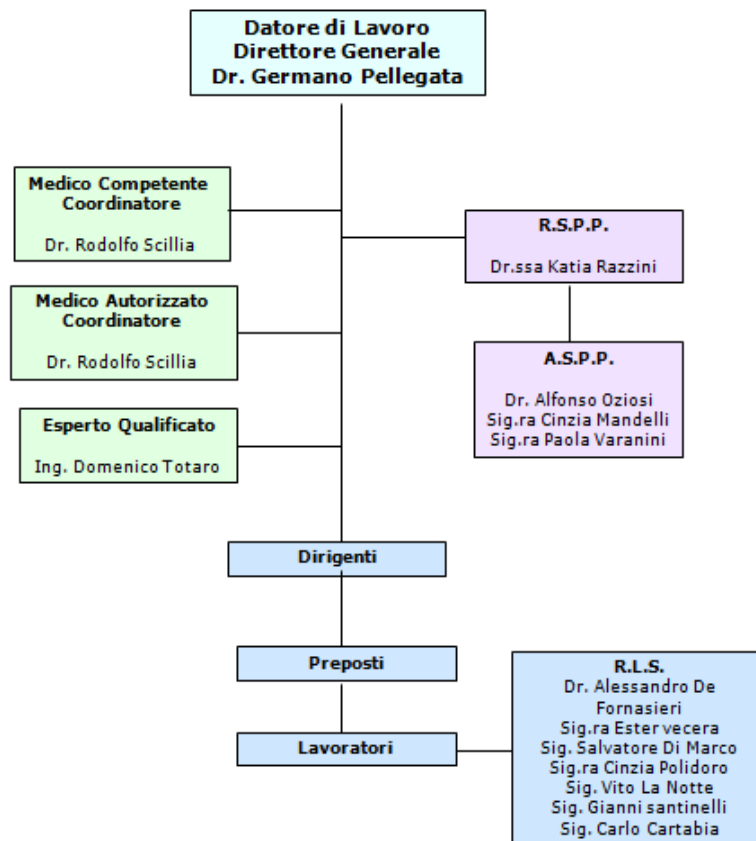 Datore di Lavoro
Direttore Generale
Dr. Germano Pellegata
Medico Competente
Coordinatore
Dr. Rodolfo Scillia
R.S.P.P.
Dr.ssa Katia Razzini
Medico Autorizzato
Coordinatore
Dr. Rodolfo Scillia
A.S.P.P.
Dr. Alfonso Oziosi
Sig.ra Cinzia Mandelli
Sig.ra Paola Varanini
Esperto Qualificato
Ing. Domenico Totaro
Dirigenti
Preposti
Lavoratori
R.L.S.
Dr. Alessandro De
Fornasieri
Sig.ra Ester vecera
Sig. Salvatore Di Marco
Sig.ra Cinzia Polidoro
Sig. Vito La Notte
Sig. Gianni santinelli
Sig. Carlo Cartabia